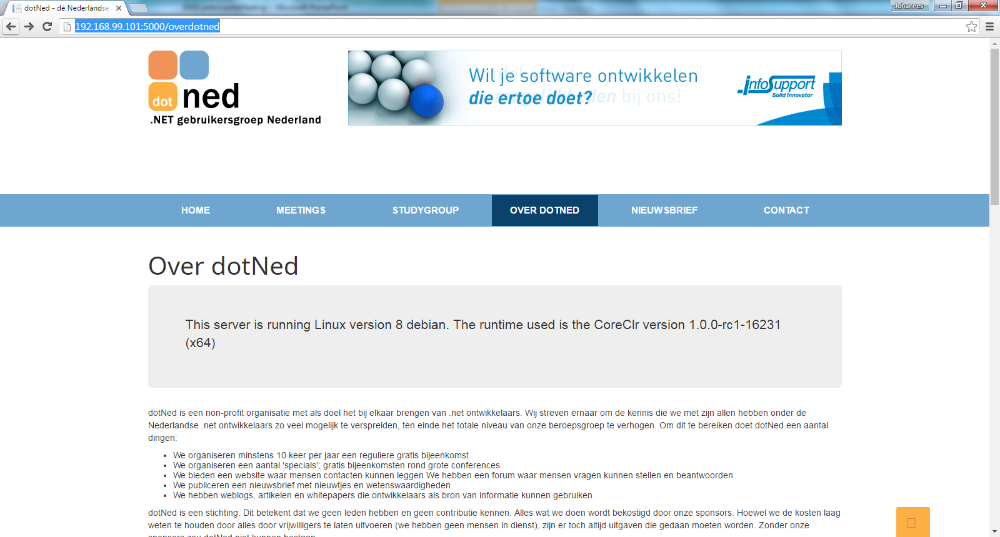 dotNed - dé Nederlandse
Johannes
192.168.99.101:5000/overdotned
dot ned
.NET gebruikersgroep Nederland
Wil je software ontwikkelen
die ertoe doet?
mogelijkheden bij ons!
infoSupport
Solid Innovator
HOME MEETINGS STUDYGROUP OVER DOTNED NIEUWSBRIEF CONTACT
Over dotNed
This server is running Linux version 8 debian. The runtime used is the CoreClr version 1.0.0-rc1-16231
(x64)
dotNed is een non-profit organisatie met als doel het bij elkaar brengen van .net ontwikkelaars. Wij streven ernaar om de kennis die we met zijn allen hebben onder de
Nederlandse .net ontwikkelaars zo veel mogelijk te verspreiden, ten einde het totale niveau van onze beroepsgroep te verhogen. Om dit te bereiken doet dotNed een aantal
dingen:
• We organiseren minstens 10 keer per jaar een reguliere gratis bijeenkomst
• We organiseren een aantal 'specials'; gratis bijeenkomsten rond grote conferences
• We bieden een website waar mensen contacten kunnen leggen We hebben een forum waar mensen vragen kunnen stellen en beantwoorden
• We publiceren een nieuwsbrief met nieuwtjes en wetenswaardigheden
• We hebben weblogs, artikelen en whitepapers die ontwikkelaars als bron van informatie kunnen gebruiken
dotNed is een stichting. Dit betekent dat we geen leden hebben en geen contributie kennen. Alles wat we doen wordt bekostigd door onze sponsors. Hoewel we de kosten laag
weten te houden door alles door vrijwilligers te laten uitvoeren (we hebben geen mensen in dienst), zijn er toch altijd uitgaven die gedaan moeten worden. Zonder onze
sponsors zou dotNed niet kunnen bestaan